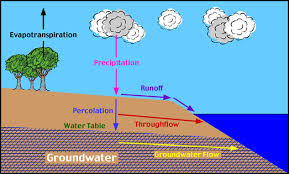 Evapotranspiration
Precipitation
Runoff
Percolation
Throughflow
Water Table
Groundwater Flow
Groundwater